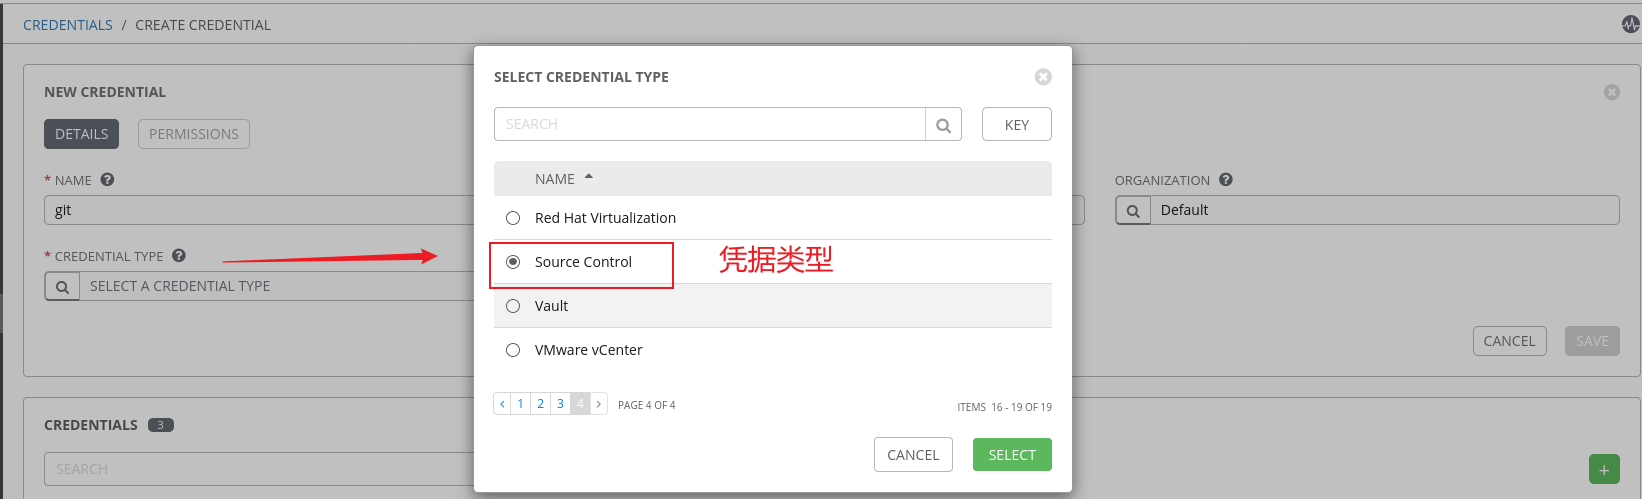 CREDENTIALS / CREATE CREDENTIAL
NEW CREDENTIAL
DETAILS PERMISSIONS
* NAME
git
ORGANIZATION
Default
* CREDENTIAL TYPE
SELECT A CREDENTIAL TYPE
CANCEL SAVE
CREDENTIALS 3
SEARCH
+
SELECT CREDENTIAL TYPE
SEARCH
KEY
NAME
Red Hat Virtualization
Source Control
凭据类型
Vault
VMware vCenter
‹ 1 2 3 4 › PAGE 4 OF 4
ITEMS 16 - 19 OF 19
CANCEL SELECT